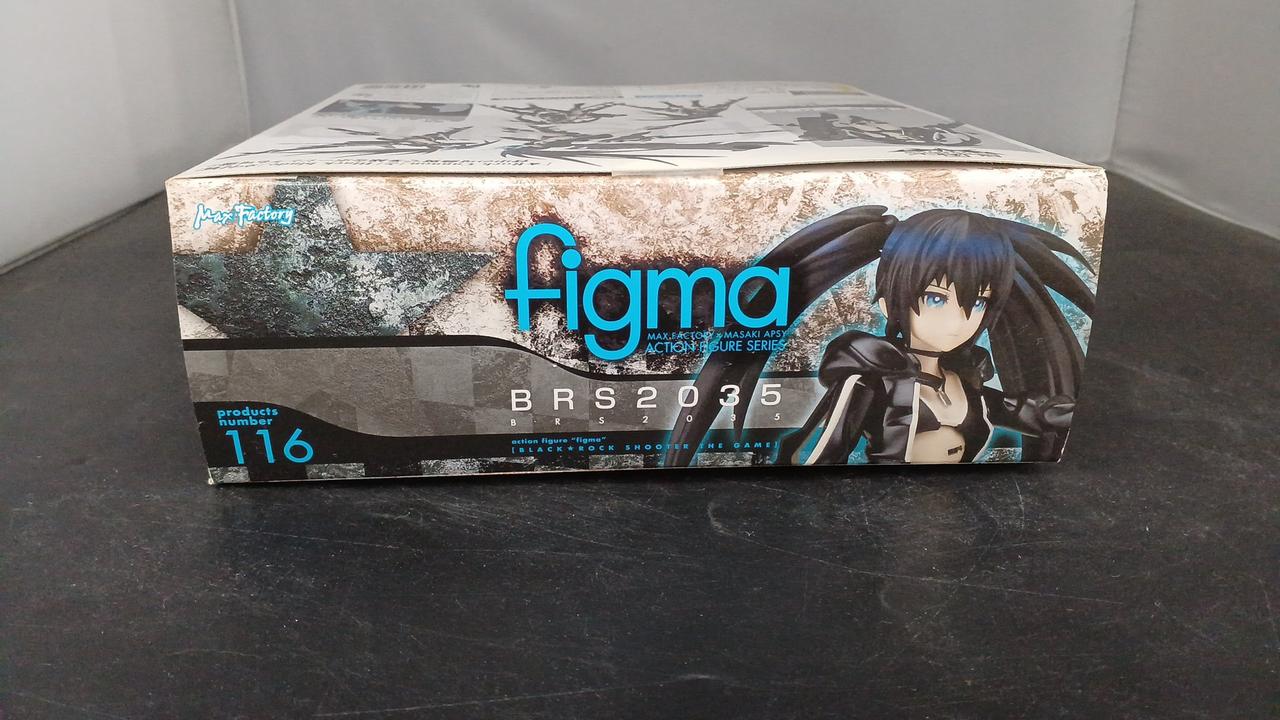 Max Factory
figma
MAX FACTORY × MASAKI APSY
ACTION FIGURE SERIES
BRS2035
BRS2035
products
number
116
action figure "figma"
[BLACK★ROCK SHOOTER THE GAME]